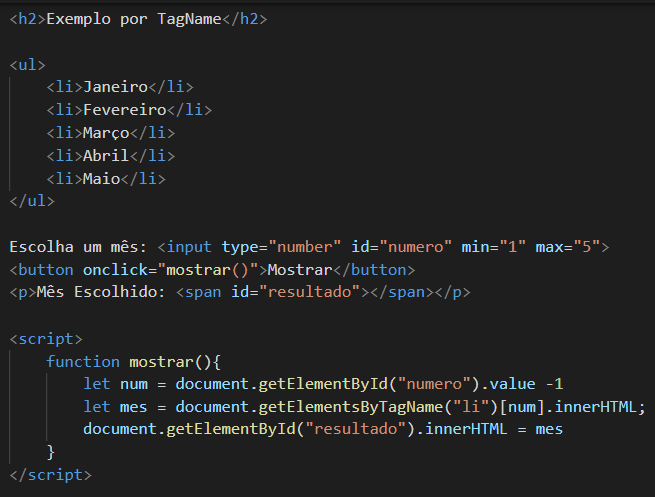 <h2>Exemplo por TagName</h2>
<ul>
<li>Janeiro</li>
<li>Fevereiro</li>
<li>Março</li>
<li>Abril</li>
<li>Maio</li>
</ul>
Escolha um mês: <input type="number" id="numero" min="1" max="5">
<button onclick="mostrar()">Mostrar</button>
<p>Mês Escolhido: <span id="resultado"></span></p>
<script>
function mostrar(){
let num = document.getElementById("numero").value -1
let mes = document.getElementsByTagName("li")[num].innerHTML;
document.getElementById("resultado").innerHTML = mes
}
</script>